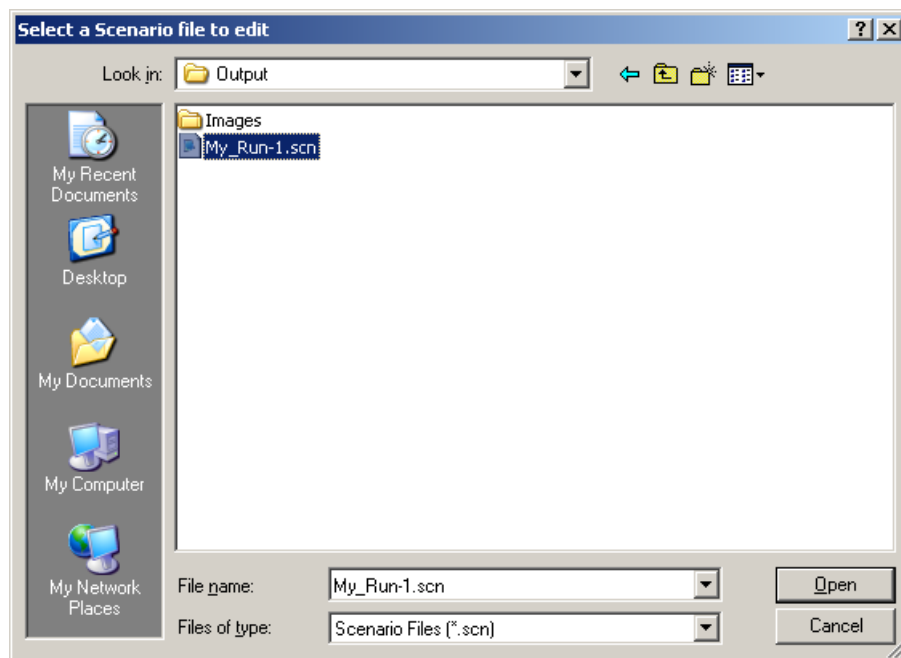 Select a Scenario file to edit
Look in:
Output
Images
My_Run-1.scn
My Recent
Documents
Desktop
My Documents
My Computer
My Network
Places
File name:
My_Run-1.scn
Open
Files of type:
Scenario Files (*.scn)
Cancel